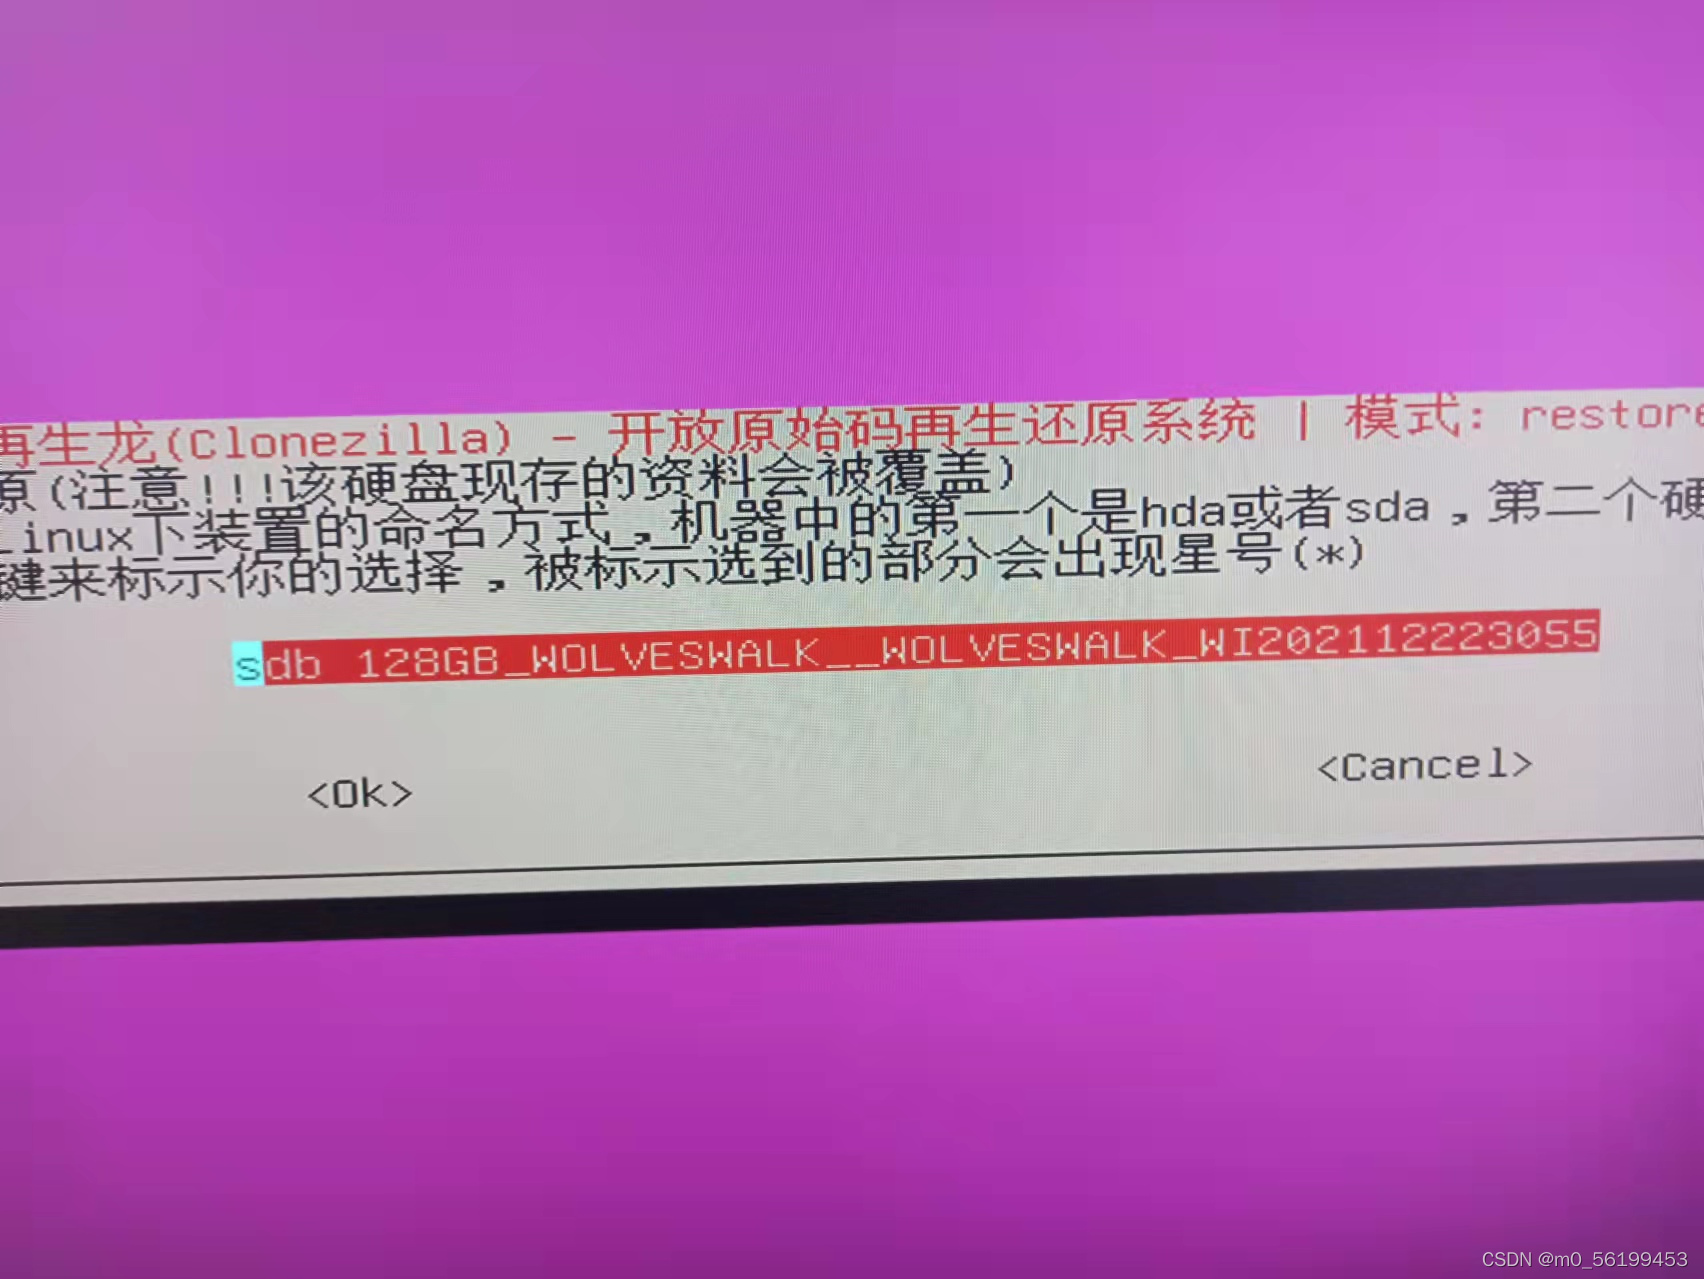 再生龙(Clonezilla) - 开放原始码再生还原系统 | 模式: restore
原(注意!!!该硬盘现存的资料会被覆盖)
Linux下装置的命名方式，机器中的第一个是hda或者sda，第二个硬
键来标示你的选择，被标示选到的部分会出现星号(*)
sdb 128GB_WOLVESWALK__WOLVESWALK_WI202112223055
<Ok> <Cancel>
CSDN @m0_56199453